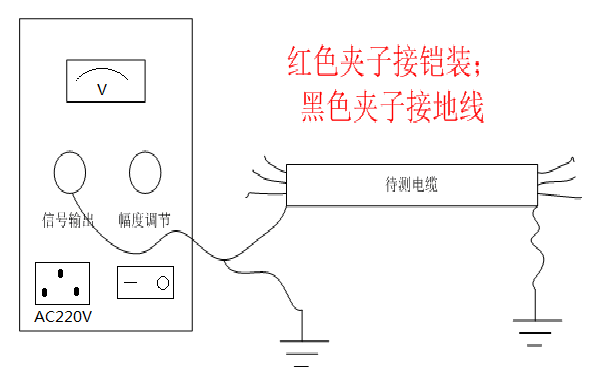 红色夹子接铠装；
黑色夹子接地线
V
待测电缆
信号输出 幅度调节
AC220V